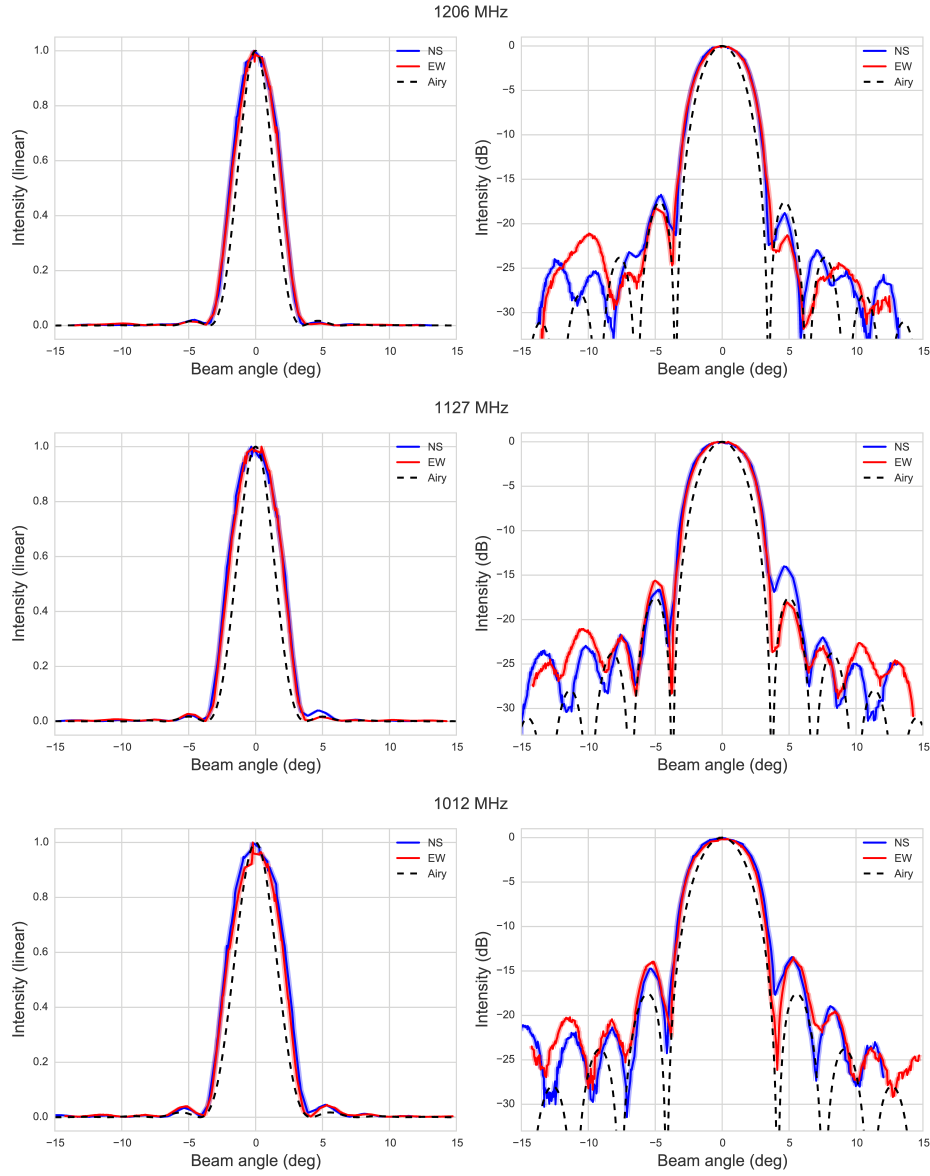 1206 MHz
1.0
0.8
0.6
0.4
0.2
0.0
−15
−10
−5
0
5
10
15
Intensity (linear)
Beam angle (deg)
NS
EW
Airy
0
−5
−10
−15
−20
−25
−30
−15
−10
−5
0
5
10
15
Intensity (dB)
Beam angle (deg)
NS
EW
Airy
1127 MHz
1.0
0.8
0.6
0.4
0.2
0.0
−15
−10
−5
0
5
10
15
Intensity (linear)
Beam angle (deg)
NS
EW
Airy
0
−5
−10
−15
−20
−25
−30
−15
−10
−5
0
5
10
15
Intensity (dB)
Beam angle (deg)
NS
EW
Airy
1012 MHz
1.0
0.8
0.6
0.4
0.2
0.0
−15
−10
−5
0
5
10
15
Intensity (linear)
Beam angle (deg)
NS
EW
Airy
0
−5
−10
−15
−20
−25
−30
−15
−10
−5
0
5
10
15
Intensity (dB)
Beam angle (deg)
NS
EW
Airy